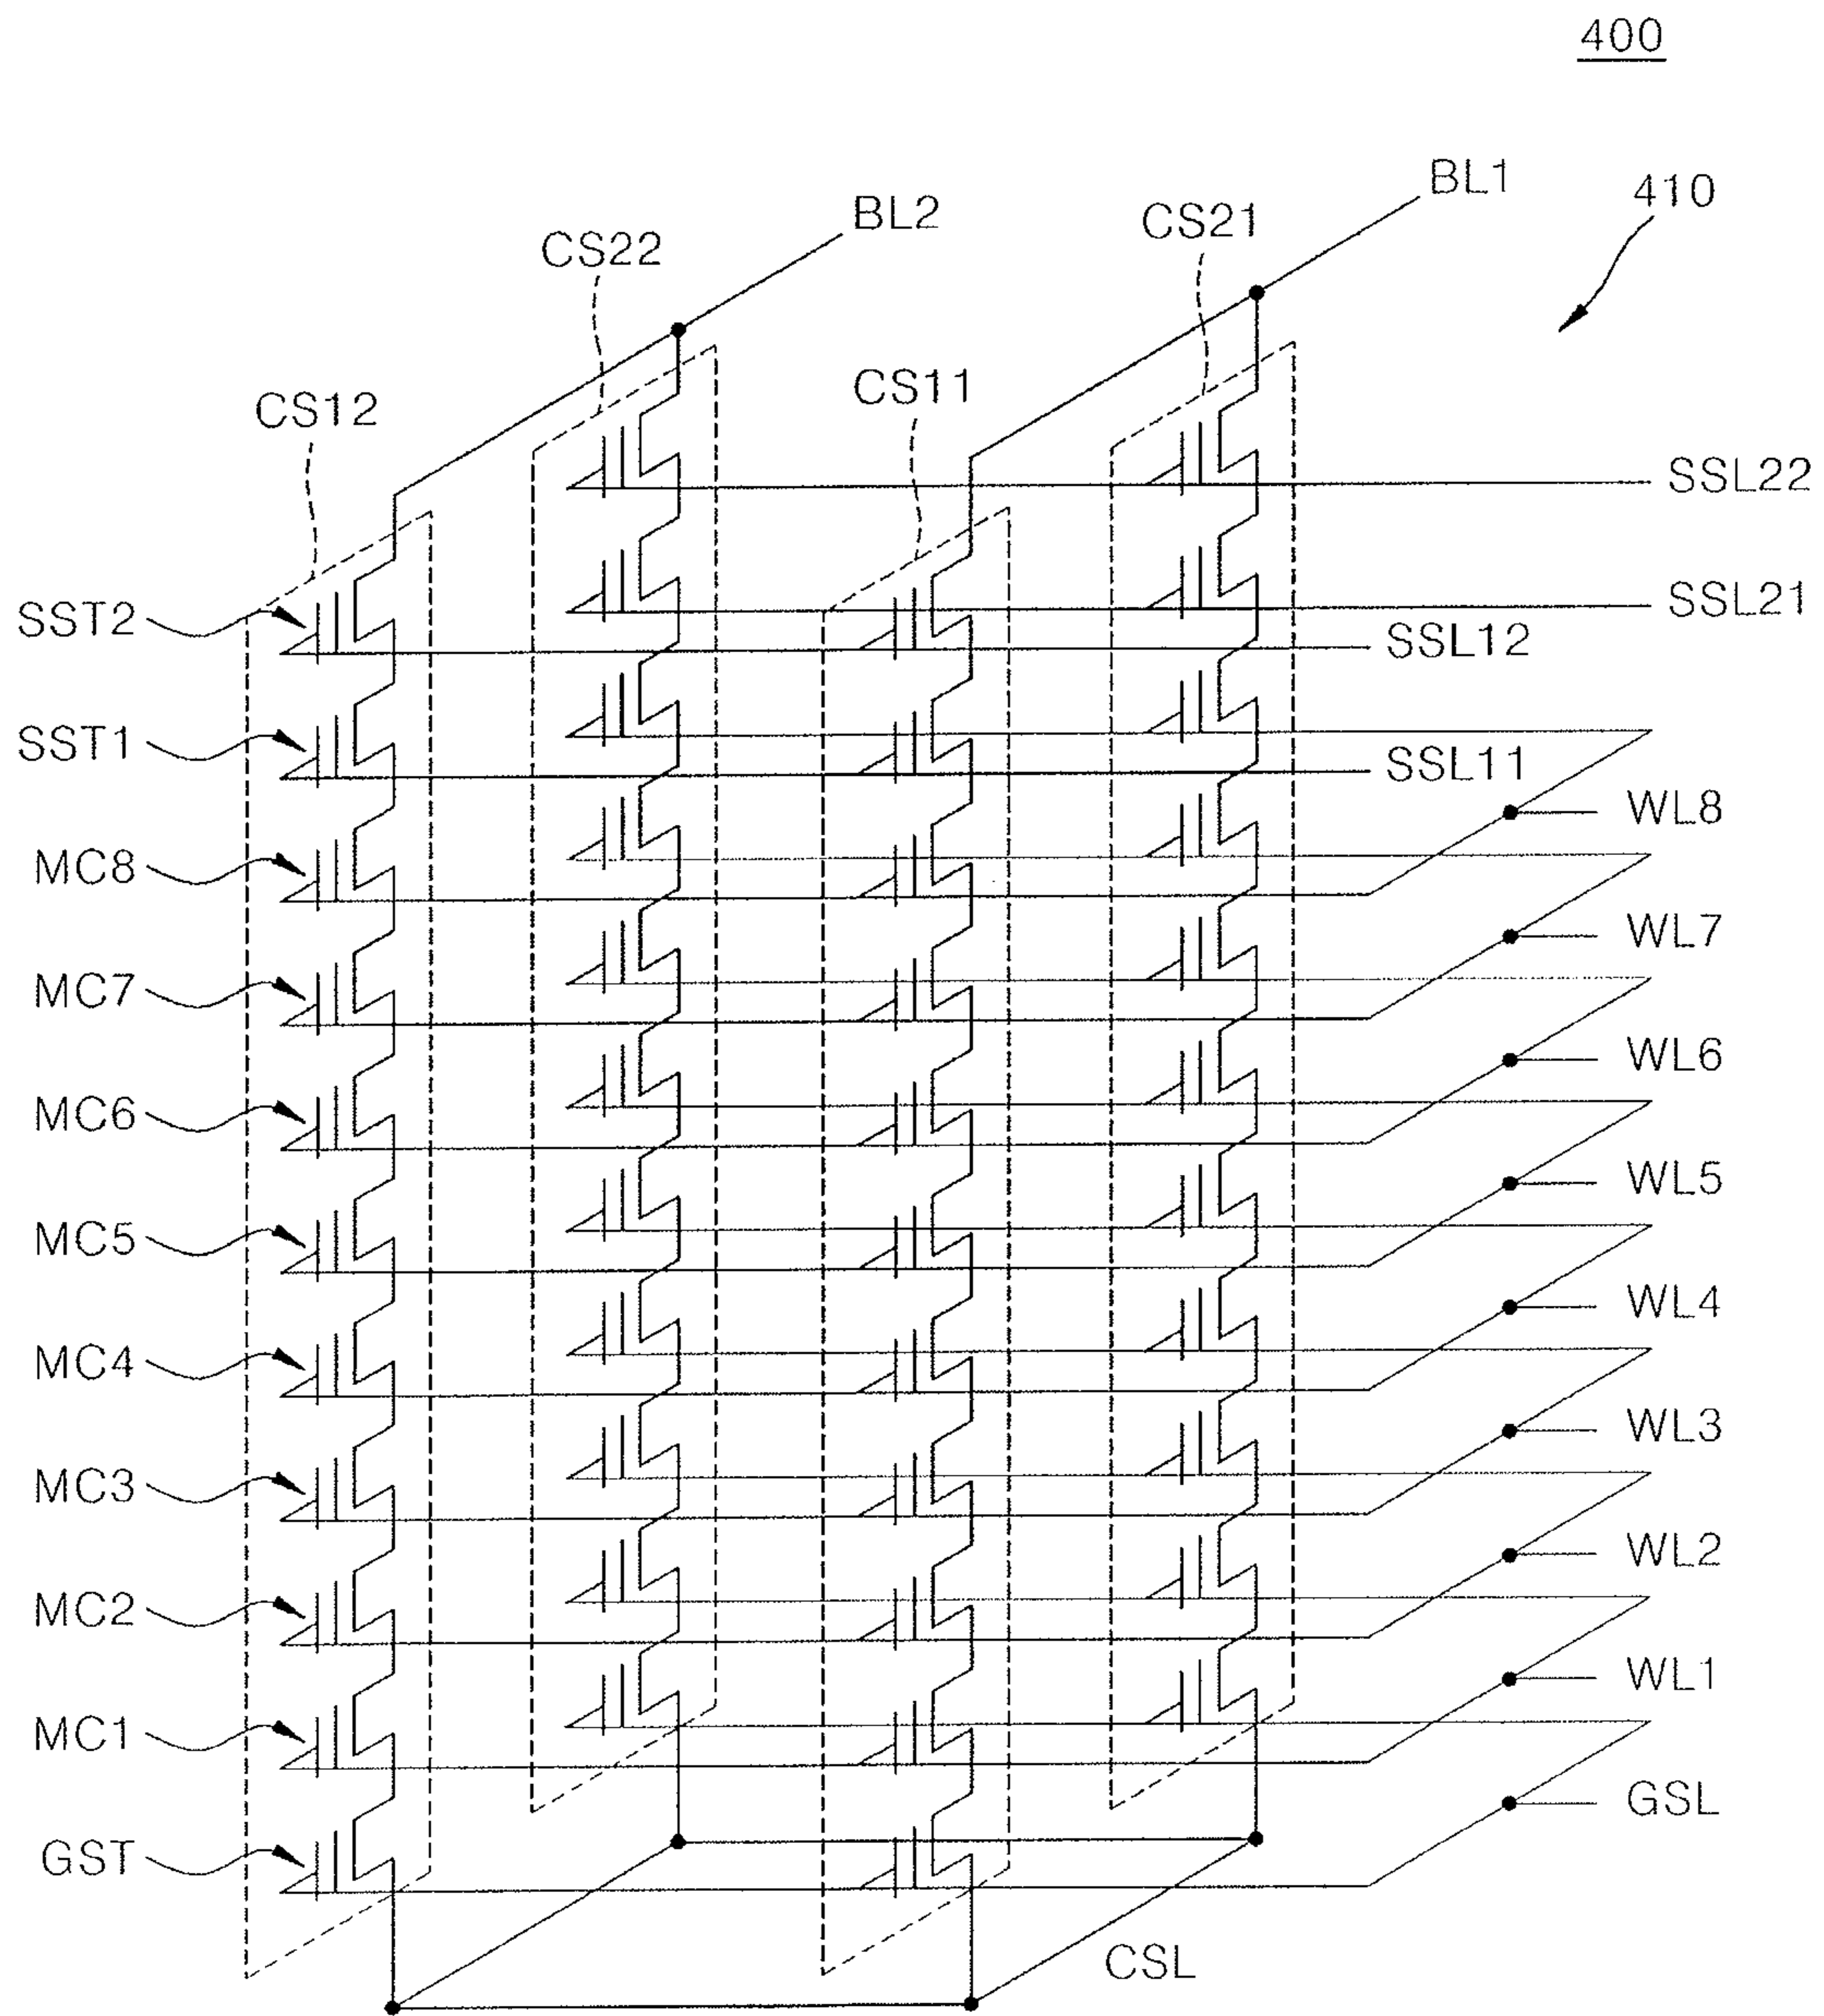 400
BL1
410
BL2
CS21
CS22
CS11
CS12
SSL22
SSL21
SST2
SSL12
SST1
SSL11
WL8
MC8
WL7
MC7
WL6
MC6
WL5
MC5
WL4
MC4
WL3
MC3
WL2
MC2
WL1
MC1
GSL
GST
CSL